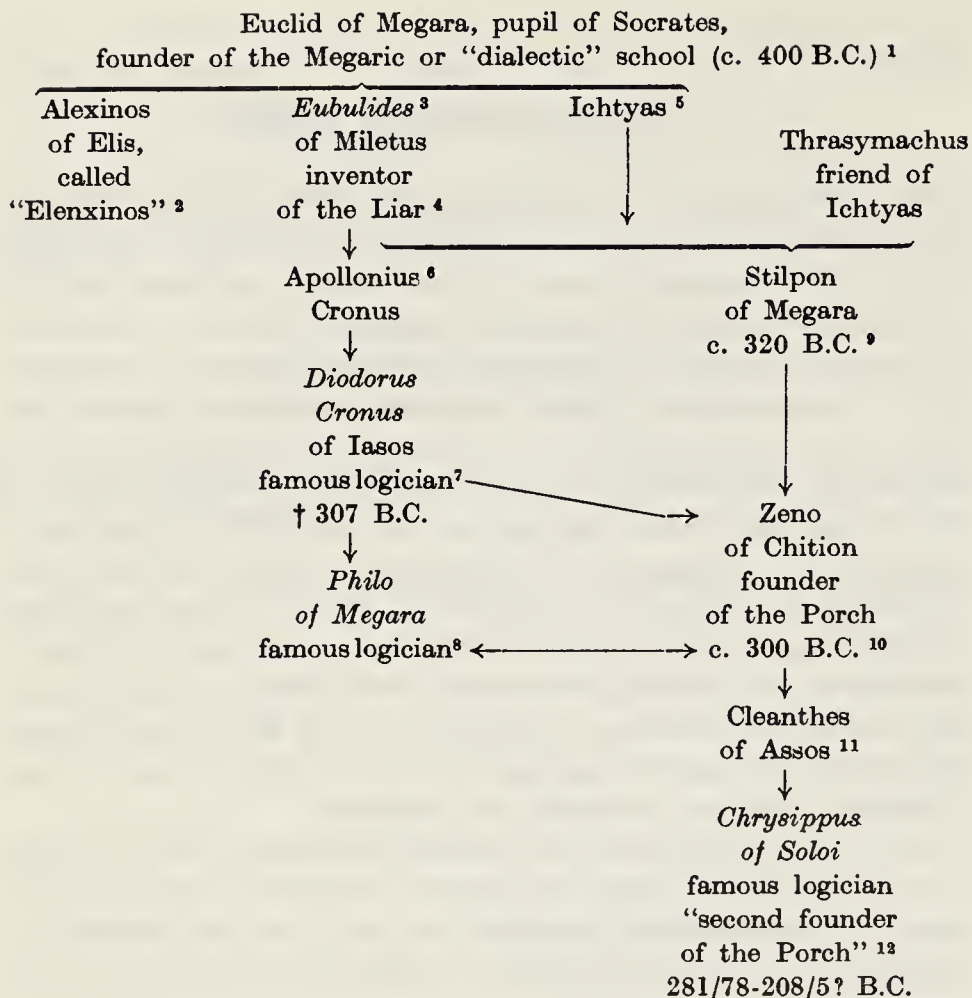 Euclid of Megara, pupil of Socrates,
founder of the Megaric or “dialectic” school (c. 400 B.C.) ¹
Alexinos
of Elis,
called
“Elenxinos” ²
Eubulides ³
of Miletus
inventor
of the Liar ⁴
Ichtyas ⁵
Thrasymachus
friend of
Ichtyas
Apollonius ⁶
Cronus
Stilpon
of Megara
c. 320 B.C. ⁹
Diodorus
Cronus
of Iasos
famous logician⁷
† 307 B.C.
Zeno
of Chition
founder
of the Porch
c. 300 B.C. ¹⁰
Philo
of Megara
famous logician⁸
Cleanthes
of Assos ¹¹
Chrysippus
of Soloi
famous logician
“second founder
of the Porch” ¹²
281/78-208/5? B.C.